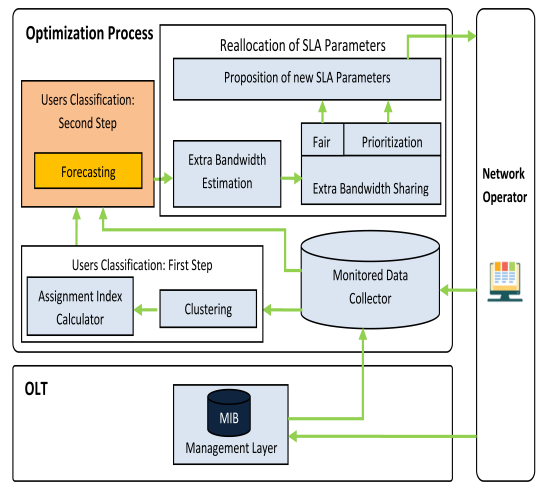 Optimization Process
Reallocation of SLA Parameters
Proposition of new SLA Parameters
Users Classification:
Second Step
Forecasting
Extra Bandwidth
Estimation
Fair
Prioritization
Extra Bandwidth Sharing
Network
Operator
Users Classification: First Step
Assignment Index
Calculator
Clustering
Monitored Data
Collector
OLT
MIB
Management Layer